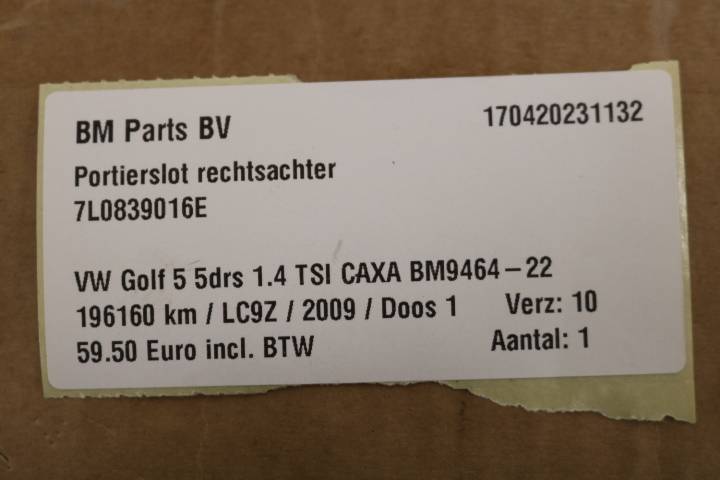 BM Parts BV 170420231132
Portierslot rechtsachter
7L0839016E
VW Golf 5 5drs 1.4 TSI CAXA BM9464-22
196160 km / LC9Z / 2009 / Doos 1 Verz: 10
59.50 Euro incl. BTW Aantal: 1